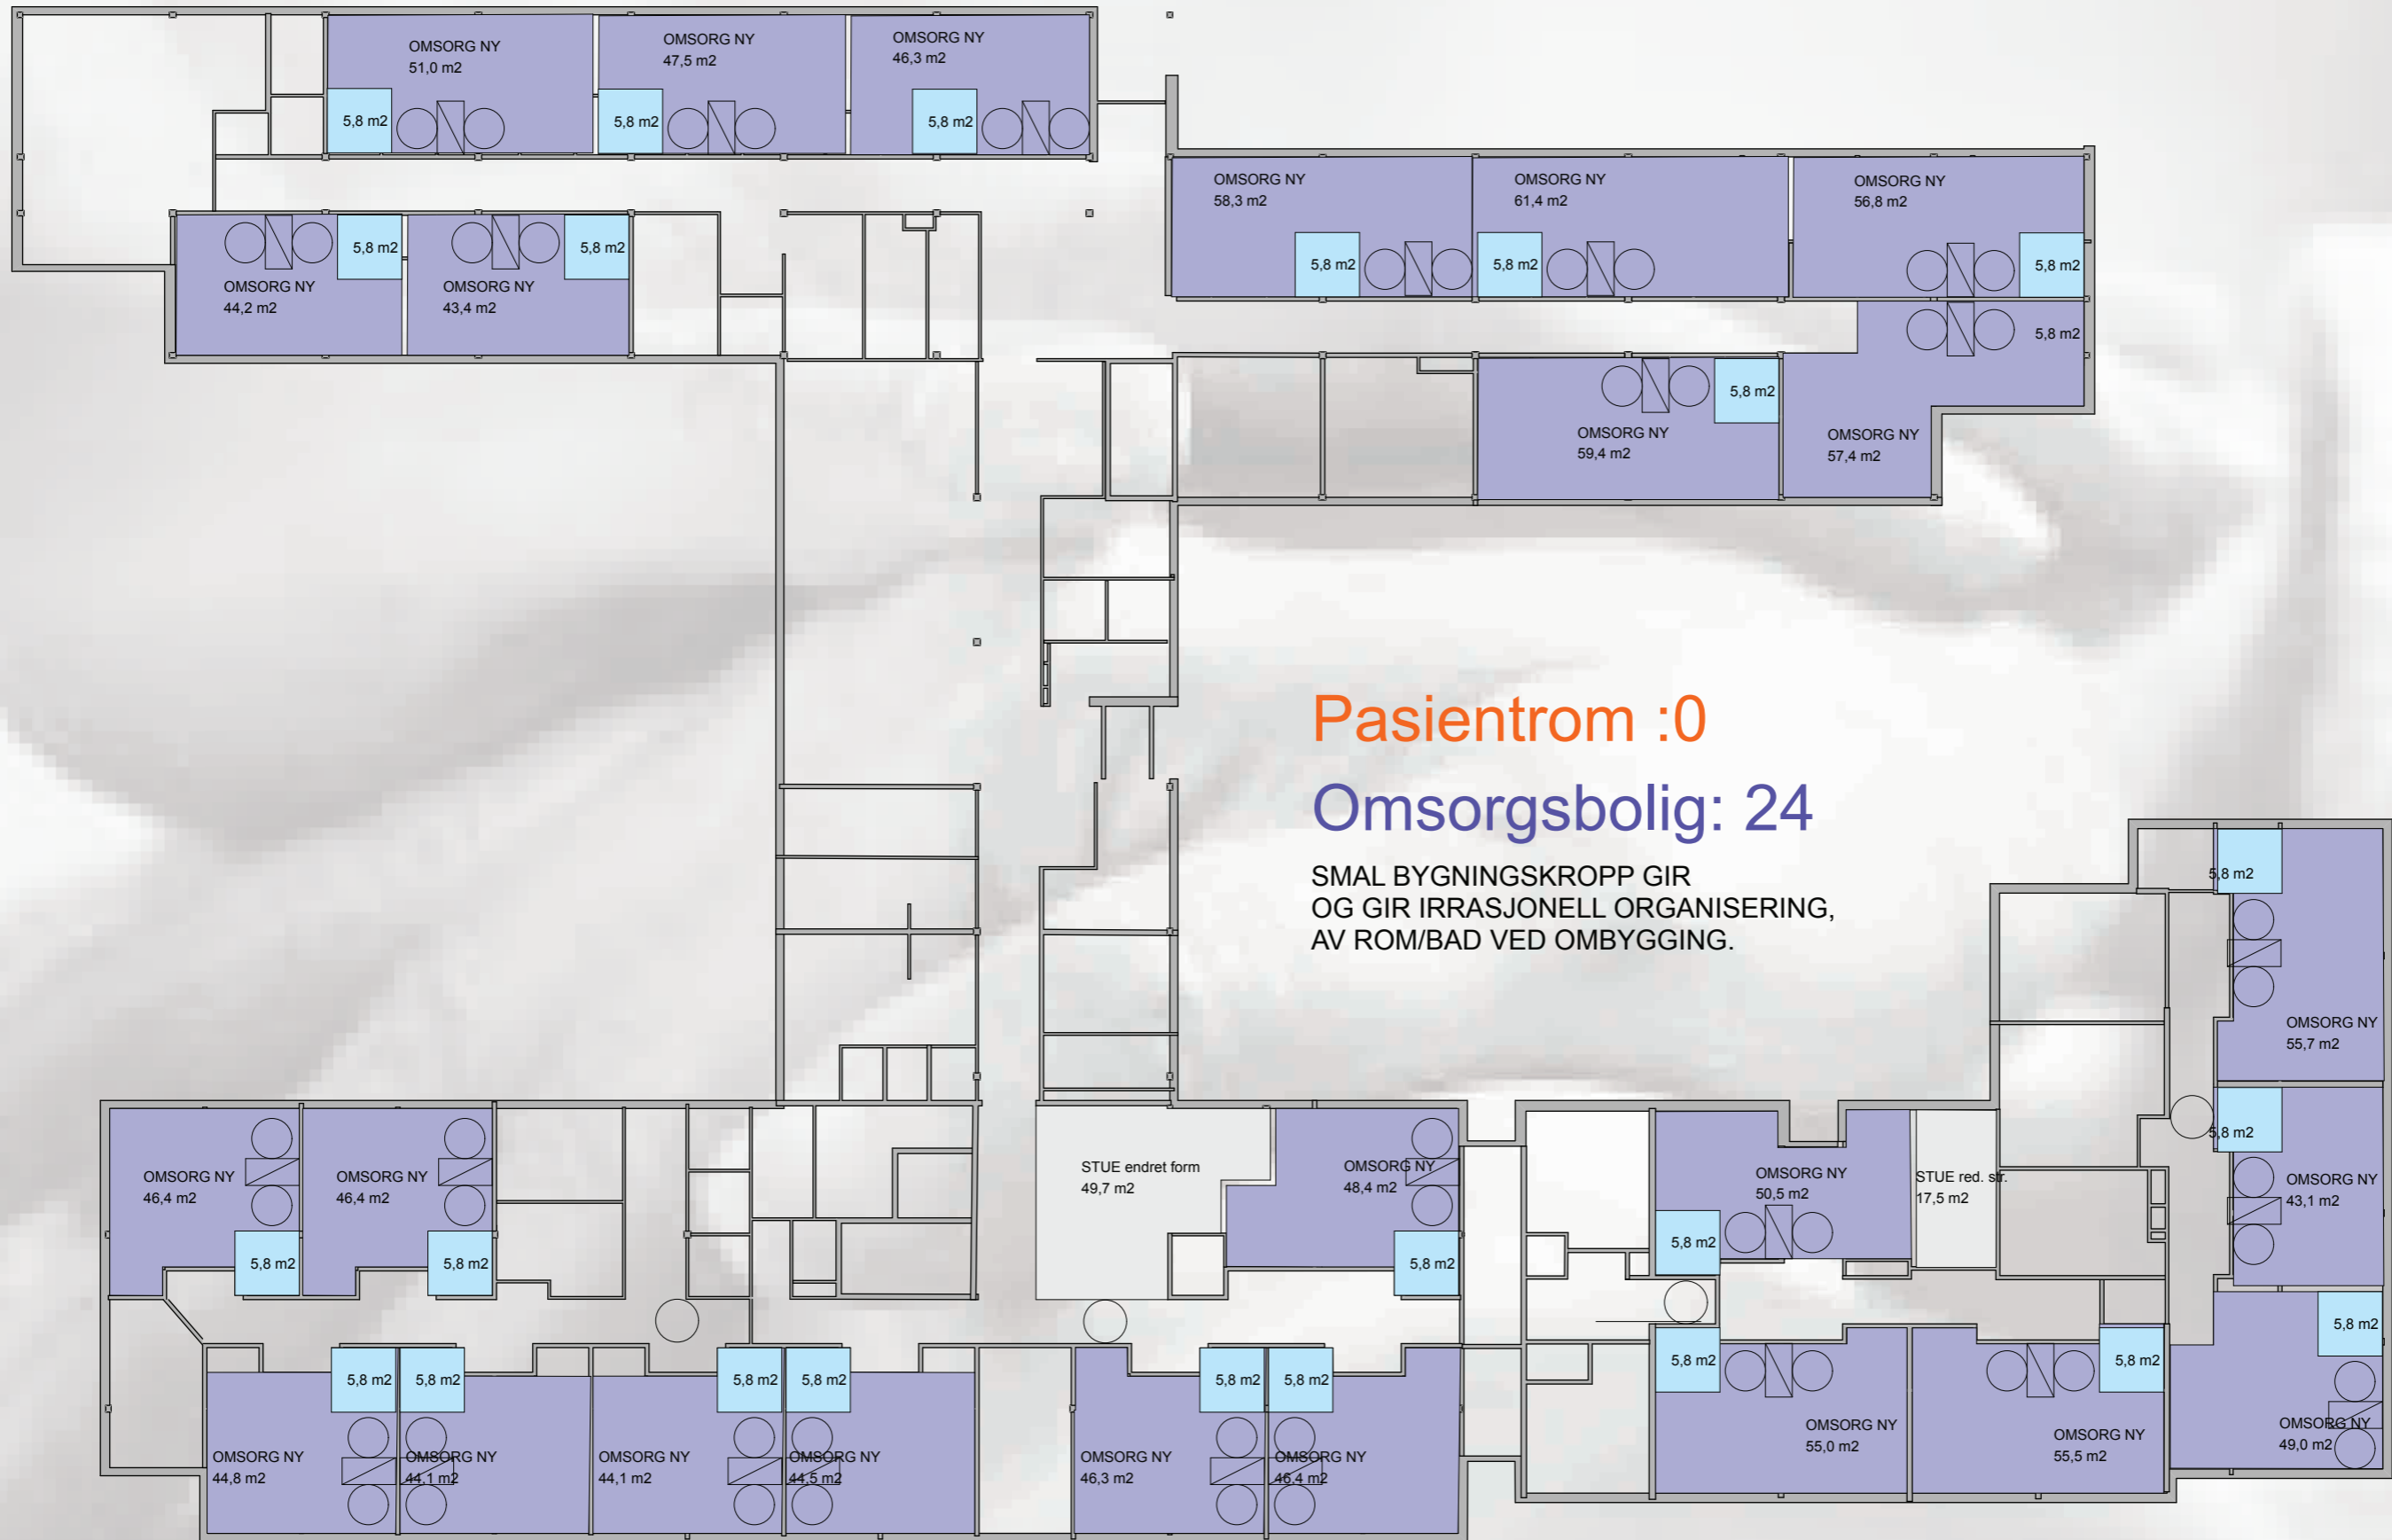 OMSORG NY
51,0 m2
5,8 m2
OMSORG NY
47,5 m2
5,8 m2
OMSORG NY
46,3 m2
5,8 m2
OMSORG NY
58,3 m2
5,8 m2
OMSORG NY
61,4 m2
5,8 m2
OMSORG NY
56,8 m2
5,8 m2
5,8 m2
OMSORG NY
44,2 m2
5,8 m2
OMSORG NY
43,4 m2
5,8 m2
5,8 m2
OMSORG NY
59,4 m2
OMSORG NY
57,4 m2
Pasientrom :0
Omsorgsbolig: 24
SMAL BYGNINGSKROPP GIR
OG GIR IRRASJONELL ORGANISERING,
AV ROM/BAD VED OMBYGGING.
5,8 m2
OMSORG NY
55,7 m2
5,8 m2
OMSORG NY
43,1 m2
OMSORG NY
46,4 m2
5,8 m2
OMSORG NY
46,4 m2
5,8 m2
STUE endret form
49,7 m2
OMSORG NY
48,4 m2
5,8 m2
OMSORG NY
50,5 m2
5,8 m2
STUE red. str.
17,5 m2
5,8 m2
OMSORG NY
49,0 m2
5,8 m2
OMSORG NY
44,8 m2
5,8 m2
OMSORG NY
44,1 m2
5,8 m2
OMSORG NY
44,1 m2
5,8 m2
OMSORG NY
44,5 m2
5,8 m2
OMSORG NY
46,3 m2
5,8 m2
OMSORG NY
46,4 m2
5,8 m2
OMSORG NY
55,0 m2
5,8 m2
OMSORG NY
55,5 m2